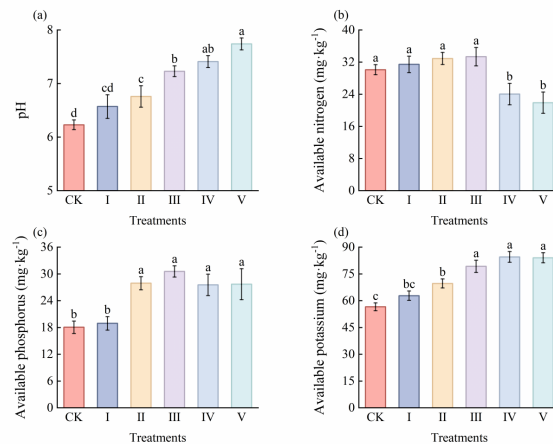 (a)
pH
8
7
6
5
d
cd
c
b
ab
a
CK I II III IV V
Treatments
(b)
Available nitrogen (mg·kg⁻¹)
40
32
24
16
8
0
a
a
a
a
b
b
CK I II III IV V
Treatments
(c)
Available phosphorus (mg·kg⁻¹)
36
30
24
18
12
6
0
b
b
a
a
a
a
CK I II III IV V
Treatments
(d)
Available potassium (mg·kg⁻¹)
90
75
60
45
30
15
0
c
bc
b
a
a
a
CK I II III IV V
Treatments